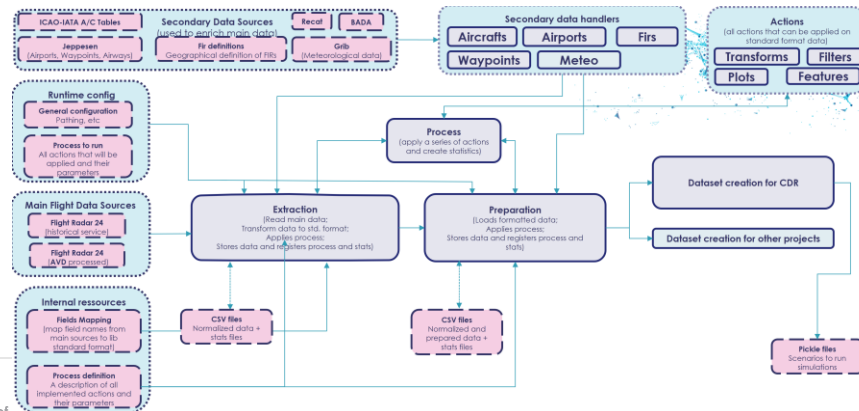 Secondary Data Sources
(used to enrich main data)
ICAO-IATA A/C Tables
Recat
BADA
Jeppesen
(Airports, Waypoints, Airways)
Fir definitions
Geographical definition of FIRs
Grib
(Meteorological data)
Secondary data handlers
Aircrafts
Airports
Firs
Waypoints
Meteo
Actions
(all actions that can be applied on
standard format data)
Transforms
Filters
Plots
Features
Runtime config
General configuration
Pathing, etc
Process to run
All actions that will be
applied and their
parameters
Process
(apply a series of actions
and create statistics)
Main Flight Data Sources
Flight Radar 24
(historical service)
Flight Radar 24
(AVD processed)
Extraction
(Read main data;
Transform data to std. format;
Applies process;
Stores data and registers process and stats)
Preparation
(Loads formatted data;
Applies process;
Stores data and registers process and
stats)
Dataset creation for CDR
Dataset creation for other projects
Internal ressources
Fields Mapping
(map field names from
main sources to lib
standard format)
Process definition
A description of all
implemented actions and
their parameters
CSV files
Normalized data +
stats files
CSV files
Normalized and
prepared data +
stats files
Pickle files
Scenarios to run
simulations